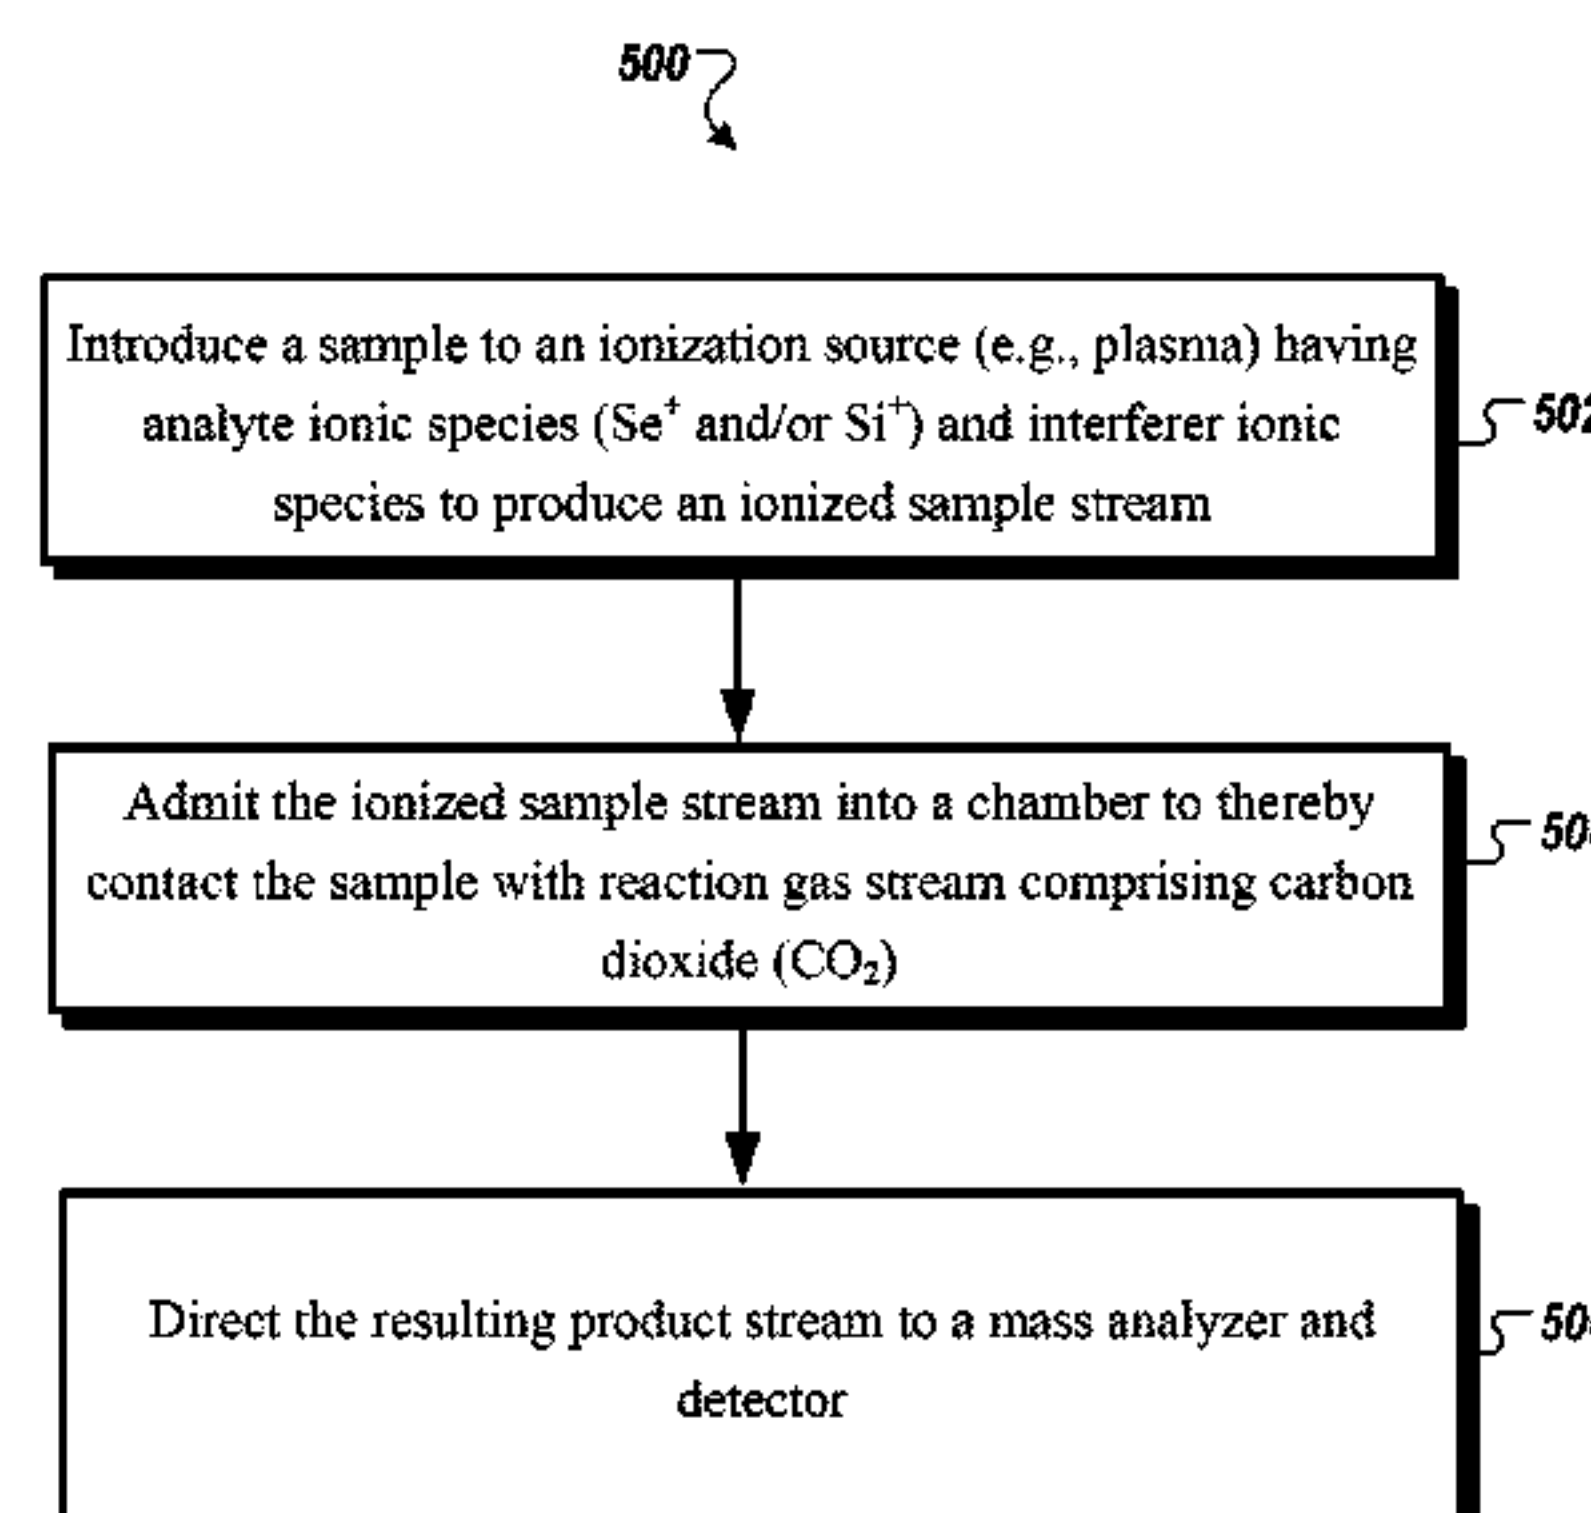 500
Introduce a sample to an ionization source (e.g., plasma) having
analyte ionic species (Se⁺ and/or Si⁺) and interferer ionic
species to produce an ionized sample stream
502
Admit the ionized sample stream into a chamber to thereby
contact the sample with reaction gas stream comprising carbon
dioxide (CO₂)
Direct the resulting product stream to a mass analyzer and
detector